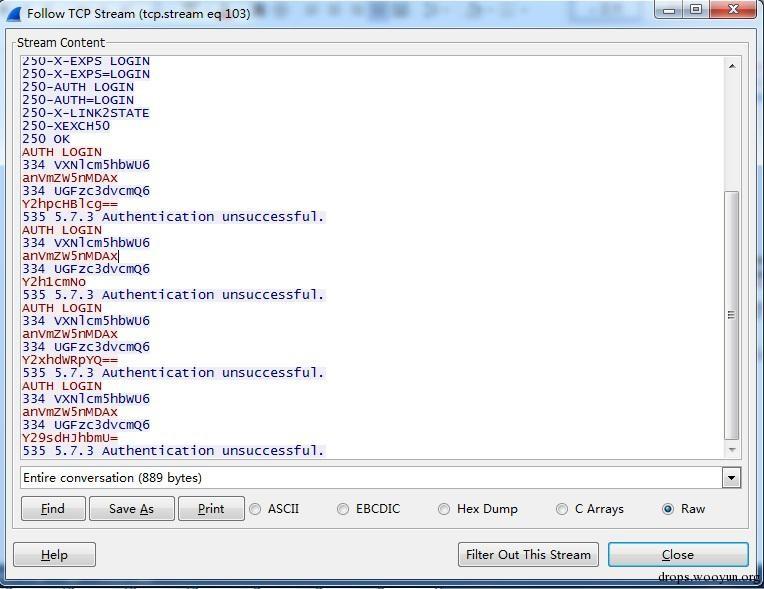 Follow TCP Stream (tcp.stream eq 103)
Stream Content
250-X-EXPS LOGIN
250-X-EXPS=LOGIN
250-AUTH LOGIN
250-AUTH=LOGIN
250-X-LINK2STATE
250-XEXCH50
250 OK
AUTH LOGIN
334 VXNlcm5hbWU6
anVmZW5nMDAx
334 UGFzc3dvcmQ6
Y2hpcHBlcg==
535 5.7.3 Authentication unsuccessful.
AUTH LOGIN
334 VXNlcm5hbWU6
anVmZW5nMDAx
334 UGFzc3dvcmQ6
Y2h1cmNo
535 5.7.3 Authentication unsuccessful.
AUTH LOGIN
334 VXNlcm5hbWU6
anVmZW5nMDAx
334 UGFzc3dvcmQ6
Y2xhdWRpYQ==
535 5.7.3 Authentication unsuccessful.
AUTH LOGIN
334 VXNlcm5hbWU6
anVmZW5nMDAx
334 UGFzc3dvcmQ6
Y29sdHJhbmU=
535 5.7.3 Authentication unsuccessful.
Entire conversation (889 bytes)
Find Save As Print ASCII EBCDIC Hex Dump C Arrays Raw
Help Filter Out This Stream Close
drops.wooyun.org